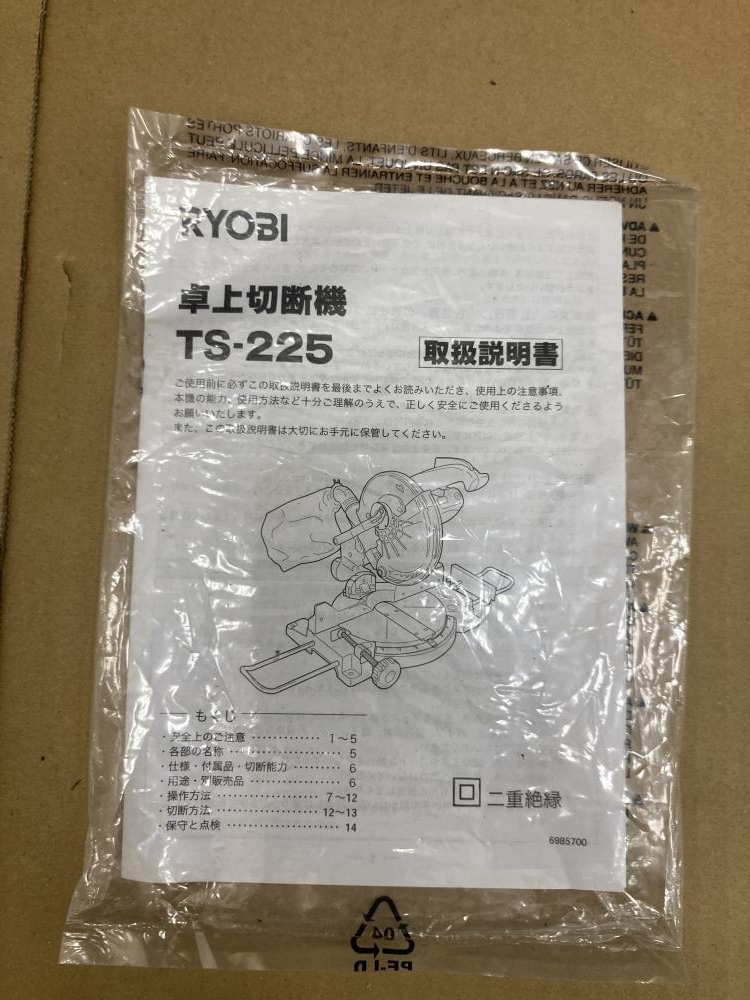 RYOBI
卓上切断機
TS-225
取扱説明書
ご使用前に必ずこの取扱説明書を最後までよくお読みいただき、使用上の注意事項、
本機の能力、使用方法など十分ご理解のうえで、正しく安全にご使用くださるよう
お願いいたします。
また、この取扱説明書は大切にお手元に保管してください。
もくじ
・安全上のご注意 ············· 1〜5
・各部の名称 ·················· 5
・仕様・付属品・切断能力 ········· 6
・用途・別販売品 ··············· 6
・操作方法 ················ 7〜12
・切断方法 ··············· 12〜13
・保守と点検 ·················· 14
回 二重絶縁
6985700
04
PE-LD